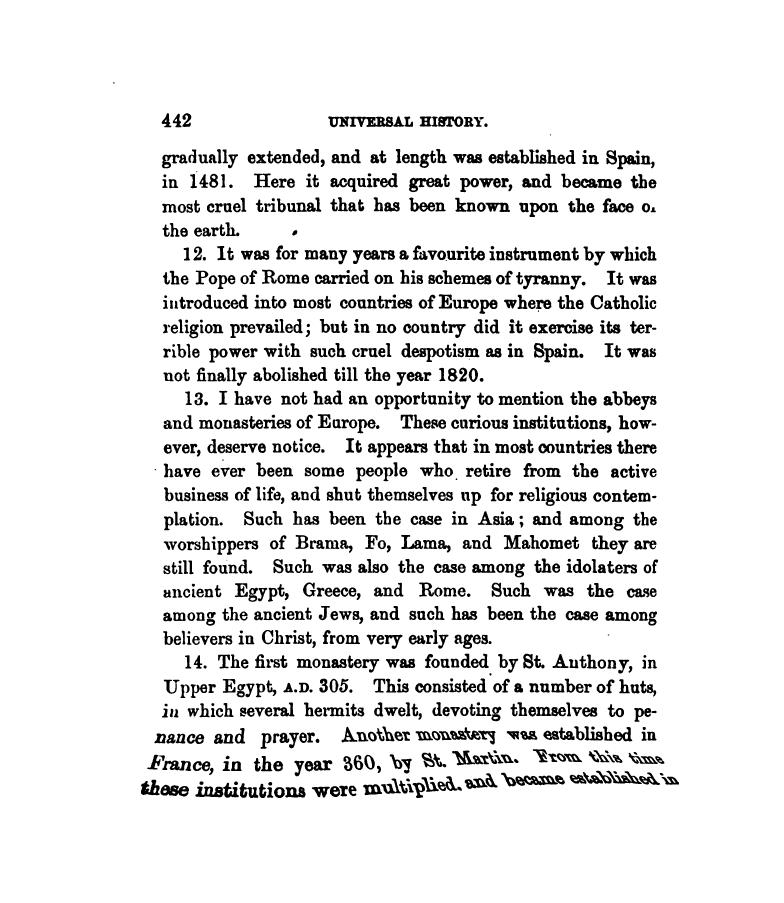 442 UNIVERSAL HISTORY.
gradually extended, and at length was established in Spain,
in 1481. Here it acquired great power, and became the
most cruel tribunal that has been known upon the face o
the earth.
12. It was for many years a favourite instrument by which
the Pope of Rome carried on his schemes of tyranny. It was
introduced into most countries of Europe where the Catholic
religion prevailed; but in no country did it exercise its ter-
rible power with such cruel despotism as in Spain. It was
not finally abolished till the year 1820.
13. I have not had an opportunity to mention the abbeys
and monasteries of Europe. These curious institutions, how-
ever, deserve notice. It appears that in most countries there
have ever been some people who retire from the active
business of life, and shut themselves up for religious contem-
plation. Such has been the case in Asia; and among the
worshippers of Brama, Fo, Lama, and Mahomet they are
still found. Such was also the case among the idolaters of
ancient Egypt, Greece, and Rome. Such was the case
among the ancient Jews, and such has been the case among
believers in Christ, from very early ages.
14. The first monastery was founded by St. Anthony, in
Upper Egypt, A.D. 305. This consisted of a number of huts,
in which several hermits dwelt, devoting themselves to pe-
nance and prayer. Another monastery was established in
France, in the year 360, by St. Martin. From this time
these institutions were multiplied, and became established in